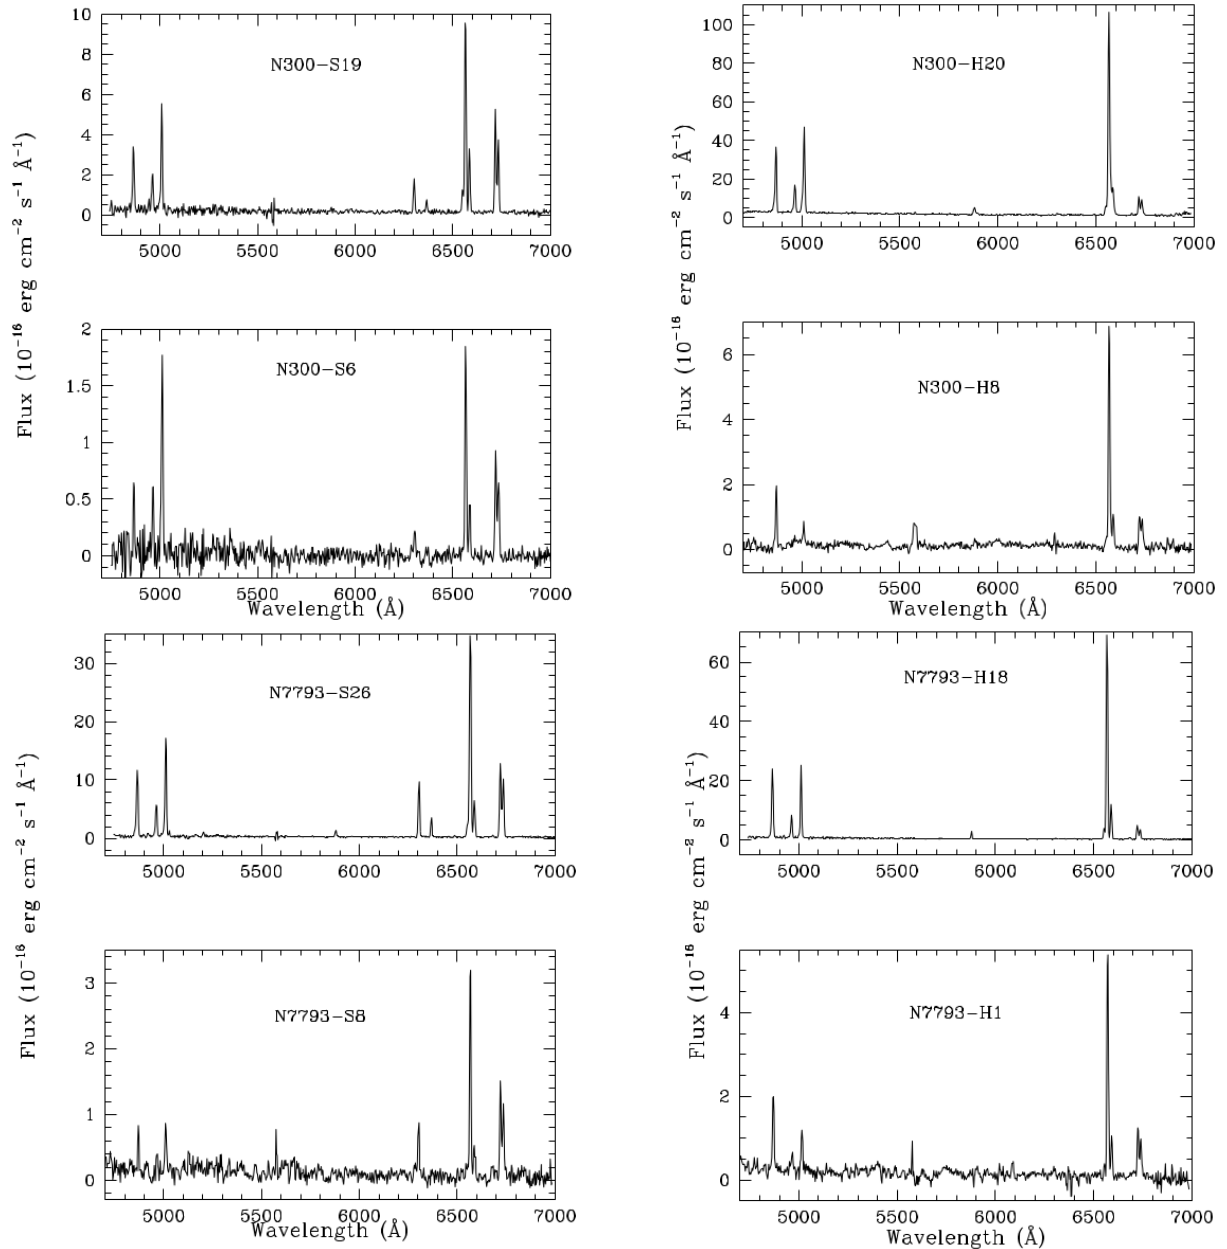 N300-S19
10
8
6
4
2
0
5000 5500 6000 6500 7000
N300-H20
100
80
60
40
20
0
5000 5500 6000 6500 7000
Flux (10⁻¹⁶ erg cm⁻² s⁻¹ Å⁻¹)
N300-S6
2
1.5
1
0.5
0
5000 5500 6000 6500 7000
Wavelength (Å)
Flux (10⁻¹⁶ erg cm⁻² s⁻¹ Å⁻¹)
N300-H8
6
4
2
0
5000 5500 6000 6500 7000
Wavelength (Å)
N7793-S26
30
20
10
0
5000 5500 6000 6500 7000
N7793-H18
60
40
20
0
5000 5500 6000 6500 7000
Flux (10⁻¹⁶ erg cm⁻² s⁻¹ Å⁻¹)
N7793-S8
3
2
1
0
5000 5500 6000 6500 7000
Wavelength (Å)
Flux (10⁻¹⁶ erg cm⁻² s⁻¹ Å⁻¹)
N7793-H1
4
2
0
5000 5500 6000 6500 7000
Wavelength (Å)